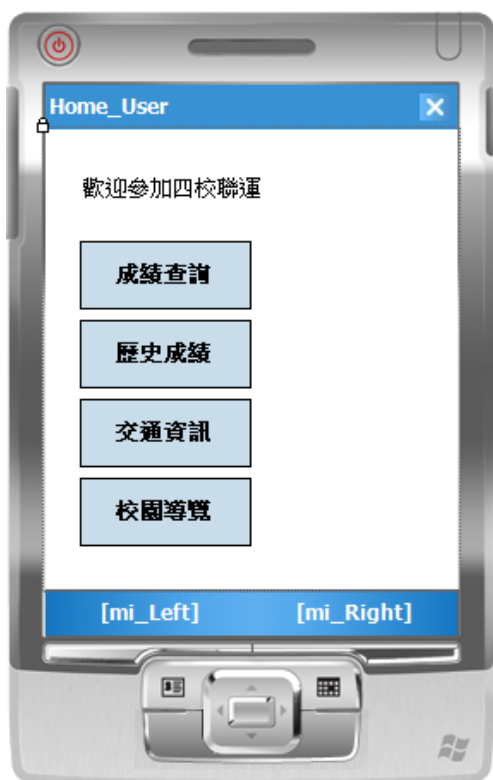 Home_User
歡迎參加四校聯運
成績查詢
歷史成績
交通資訊
校園導覽
[mi_Left] [mi_Right]